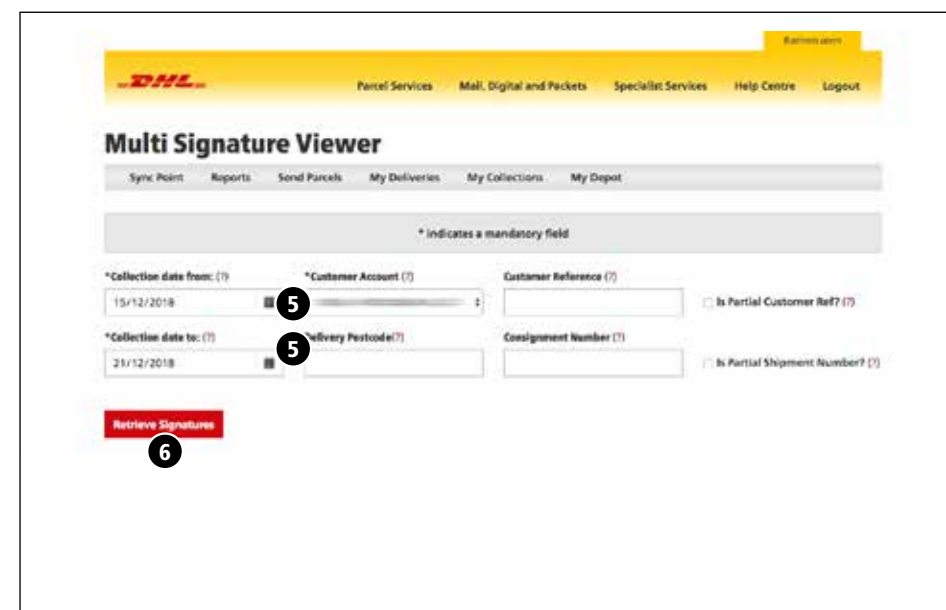 DHL
Parcel Services Mail, Digital and Packets Specialist Services Help Centre Logout
Multi Signature Viewer
Sync Point Reports Send Parcels My Deliveries My Collections My Depot
* indicates a mandatory field
*Collection date from: (?) *Customer Account (?) Customer Reference (?)
15/12/2018 5 Is Partial Customer Ref? (?)
*Collection date to: (?) 5 Delivery Postcode(?) Consignment Number (?)
21/12/2018 Is Partial Shipment Number? (?)
Retrieve Signatures
6